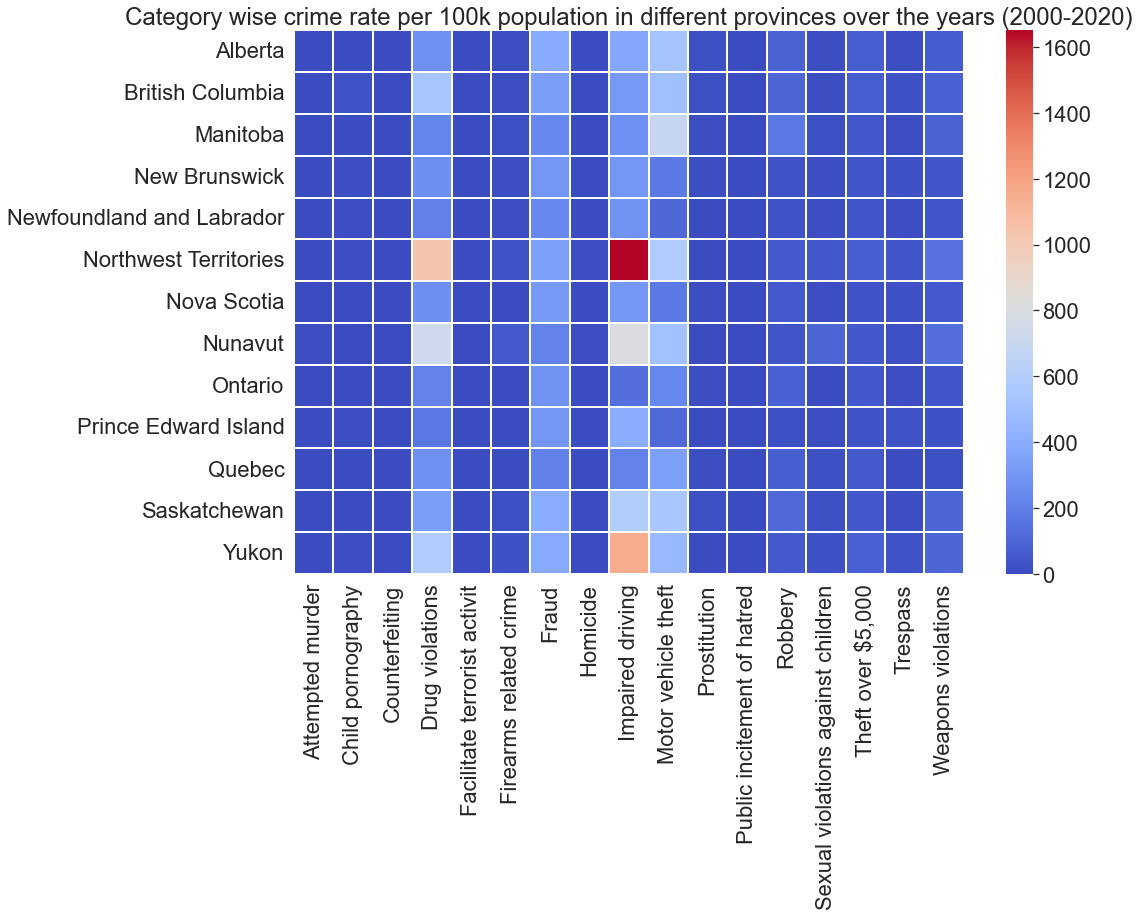 Category wise crime rate per 100k population in different provinces over the years (2000-2020)
Alberta
British Columbia
Manitoba
New Brunswick
Newfoundland and Labrador
Northwest Territories
Nova Scotia
Nunavut
Ontario
Prince Edward Island
Quebec
Saskatchewan
Yukon
Attempted murder
Child pornography
Counterfeiting
Drug violations
Facilitate terrorist activit
Firearms related crime
Fraud
Homicide
Impaired driving
Motor vehicle theft
Prostitution
Public incitement of hatred
Robbery
Sexual violations against children
Theft over $5,000
Trespass
Weapons violations
1600
1400
1200
1000
800
600
400
200
0